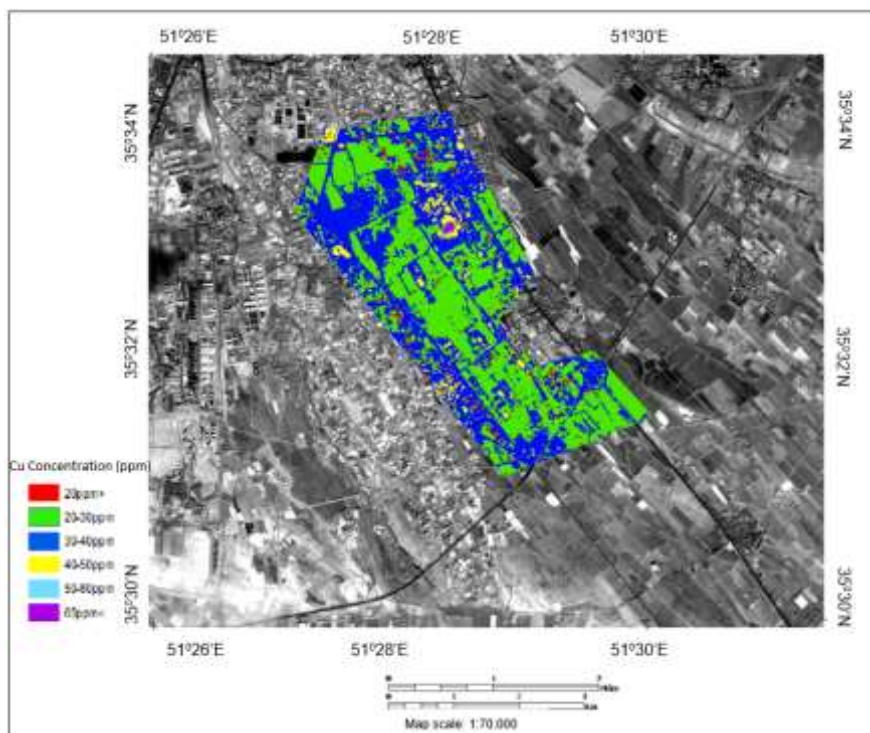 51°26'E 51°28'E 51°30'E
35°34'N 35°34'N
35°32'N 35°32'N
Cu Concentration (ppm)
20ppm>
20-30ppm
30-40ppm
40-50ppm
50-60ppm
35°30'N 35°30'N
51°26'E 51°28'E 51°30'E
Map scale: 1:70.000